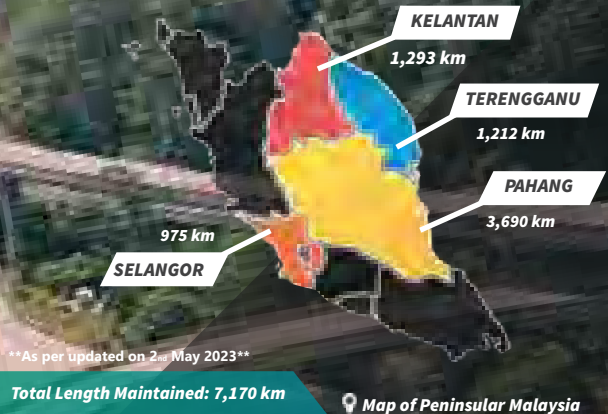 KELANTAN
1,293 km
TERENGGANU
1,212 km
PAHANG
3,690 km
975 km
SELANGOR
**As per updated on 2nd May 2023**
Total Length Maintained: 7,170 km
Map of Peninsular Malaysia